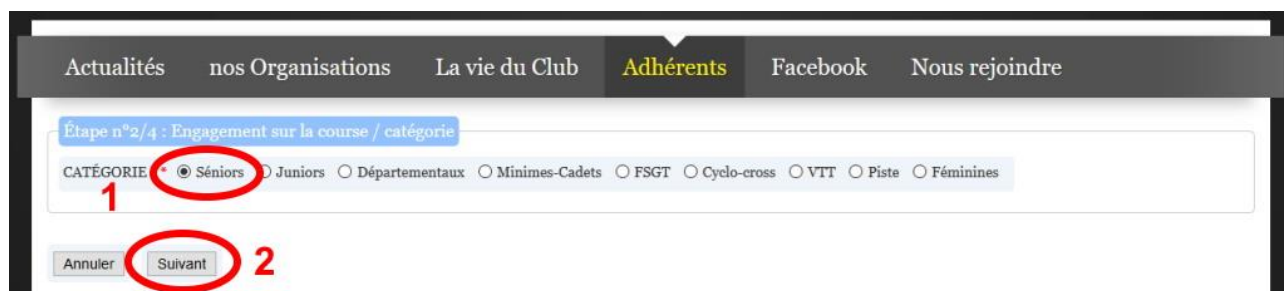 Actualités nos Organisations La vie du Club Adhérents Facebook Nous rejoindre
Étape n°2/4 : Engagement sur la course / catégorie
CATÉGORIE * Séniors Juniors Départementaux Minimes-Cadets FSGT Cyclo-cross VTT Piste Féminines
1
Annuler Suivant 2